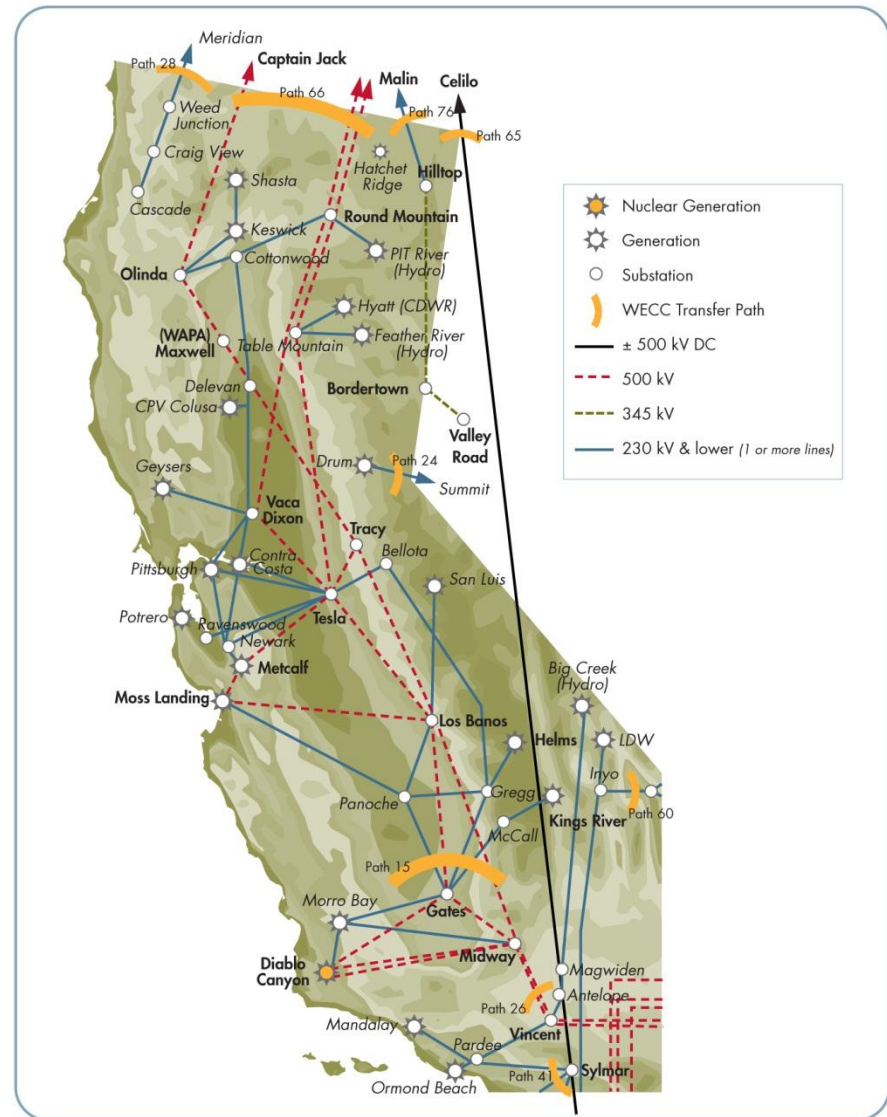 Meridian
Path 28
Captain Jack
Path 66
Malin
Celilo
Path 76
Path 65
Weed
Junction
Craig View
Cascade
Shasta
Hatchet
Ridge
Hilltop
Keswick
Round Mountain
Cottonwood
PIT River
(Hydro)
Olinda
Hyatt (CDWR)
(WAPA)
Maxwell
Table Mountain
Feather River
(Hydro)
Delevan
Bordertown
CPV Colusa
Valley
Road
Geysers
Drum
Path 24
Summit
Vaca
Dixon
Tracy
Bellota
Contra
Costa
Pittsburgh
San Luis
Potrero
Ravenswood
Tesla
Newark
Metcalf
Big Creek
(Hydro)
Moss Landing
Los Banos
Helms
LDW
Inyo
Panoche
Gregg
Kings River
Path 60
McCall
Path 15
Gates
Morro Bay
Midway
Diablo
Canyon
Magwiden
Antelope
Path 26
Mandalay
Vincent
Pardee
Path 41
Sylmar
Ormond Beach
Nuclear Generation
Generation
Substation
WECC Transfer Path
± 500 kV DC
500 kV
345 kV
230 kV & lower (1 or more lines)